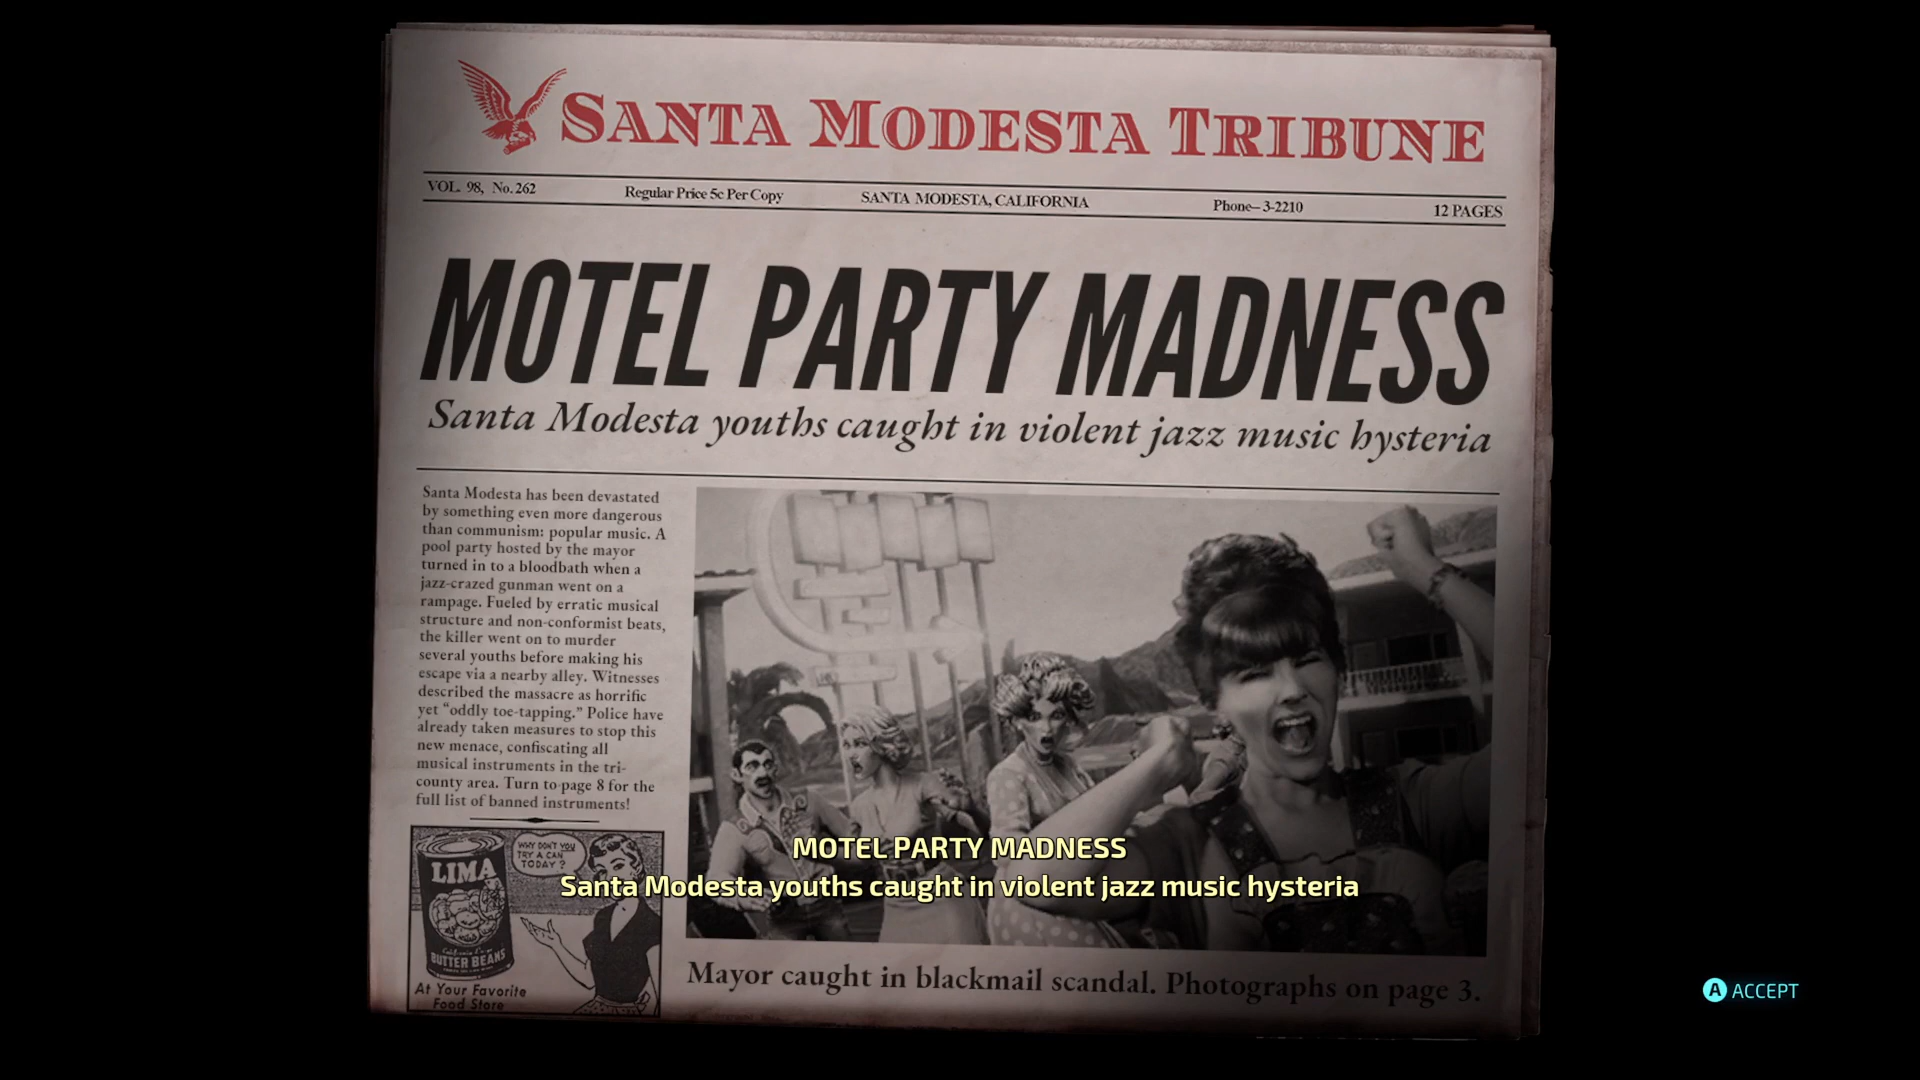 SANTA MODESTA TRIBUNE
VOL. 98, No. 262
Regular Price 5c Per Copy
SANTA MODESTA, CALIFORNIA
Phone– 3-2210
12 PAGES
MOTEL PARTY MADNESS
Santa Modesta youths caught in violent jazz music hysteria
Santa Modesta has been devastated
by something even more dangerous
than communism: popular music. A
pool party hosted by the mayor
turned in to a bloodbath when a
jazz-crazed gunman went on a
rampage. Fueled by erratic musical
structure and non-conformist beats,
the killer went on to murder
several youths before making his
escape via a nearby alley. Witnesses
described the massacre as horrific
yet “oddly toe-tapping.” Police have
already taken measures to stop this
new menace, confiscating all
musical instruments in the tri-
county area. Turn to page 8 for the
full list of banned instruments!
WHY DON'T YOU
TRY A CAN
TODAY?
LIMA
BUTTER BEANS
At Your Favorite
Food Store
MOTEL PARTY MADNESS
Santa Modesta youths caught in violent jazz music hysteria
Mayor caught in blackmail scandal. Photographs on page 3.
A ACCEPT